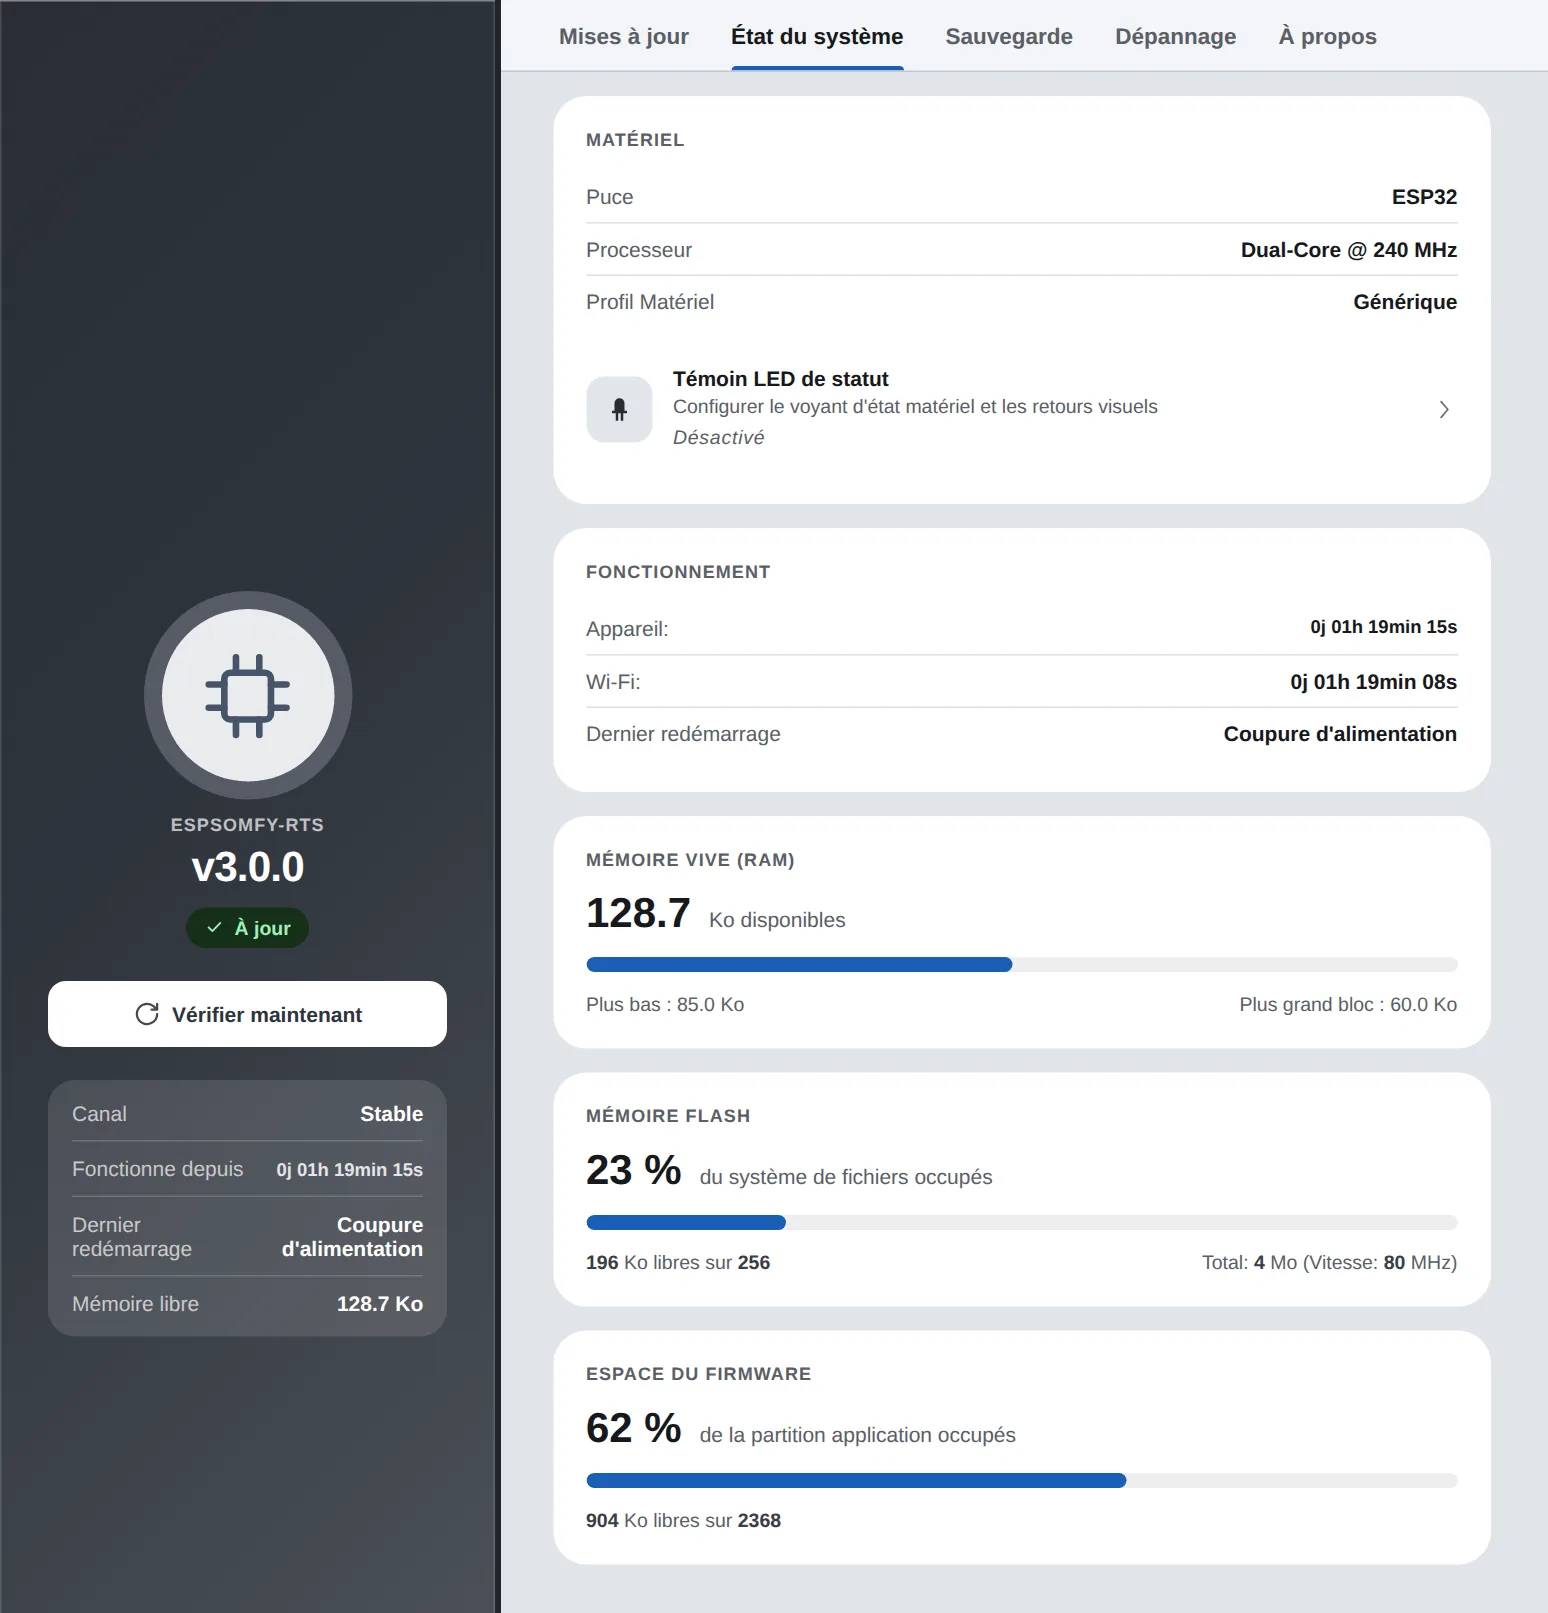 ESPSOMFY-RTS
v3.0.0
À jour
Vérifier maintenant
Canal Stable
Fonctionne depuis 0j 01h 19min 15s
Dernier redémarrage Coupure d'alimentation
Mémoire libre 128.7 Ko
Mises à jour État du système Sauvegarde Dépannage À propos
MATÉRIEL
Puce ESP32
Processeur Dual-Core @ 240 MHz
Profil Matériel Générique
Témoin LED de statut
Configurer le voyant d'état matériel et les retours visuels
Désactivé
FONCTIONNEMENT
Appareil: 0j 01h 19min 15s
Wi-Fi: 0j 01h 19min 08s
Dernier redémarrage Coupure d'alimentation
MÉMOIRE VIVE (RAM)
128.7 Ko disponibles
Plus bas : 85.0 Ko Plus grand bloc : 60.0 Ko
MÉMOIRE FLASH
23 % du système de fichiers occupés
196 Ko libres sur 256 Total: 4 Mo (Vitesse: 80 MHz)
ESPACE DU FIRMWARE
62 % de la partition application occupés
904 Ko libres sur 2368